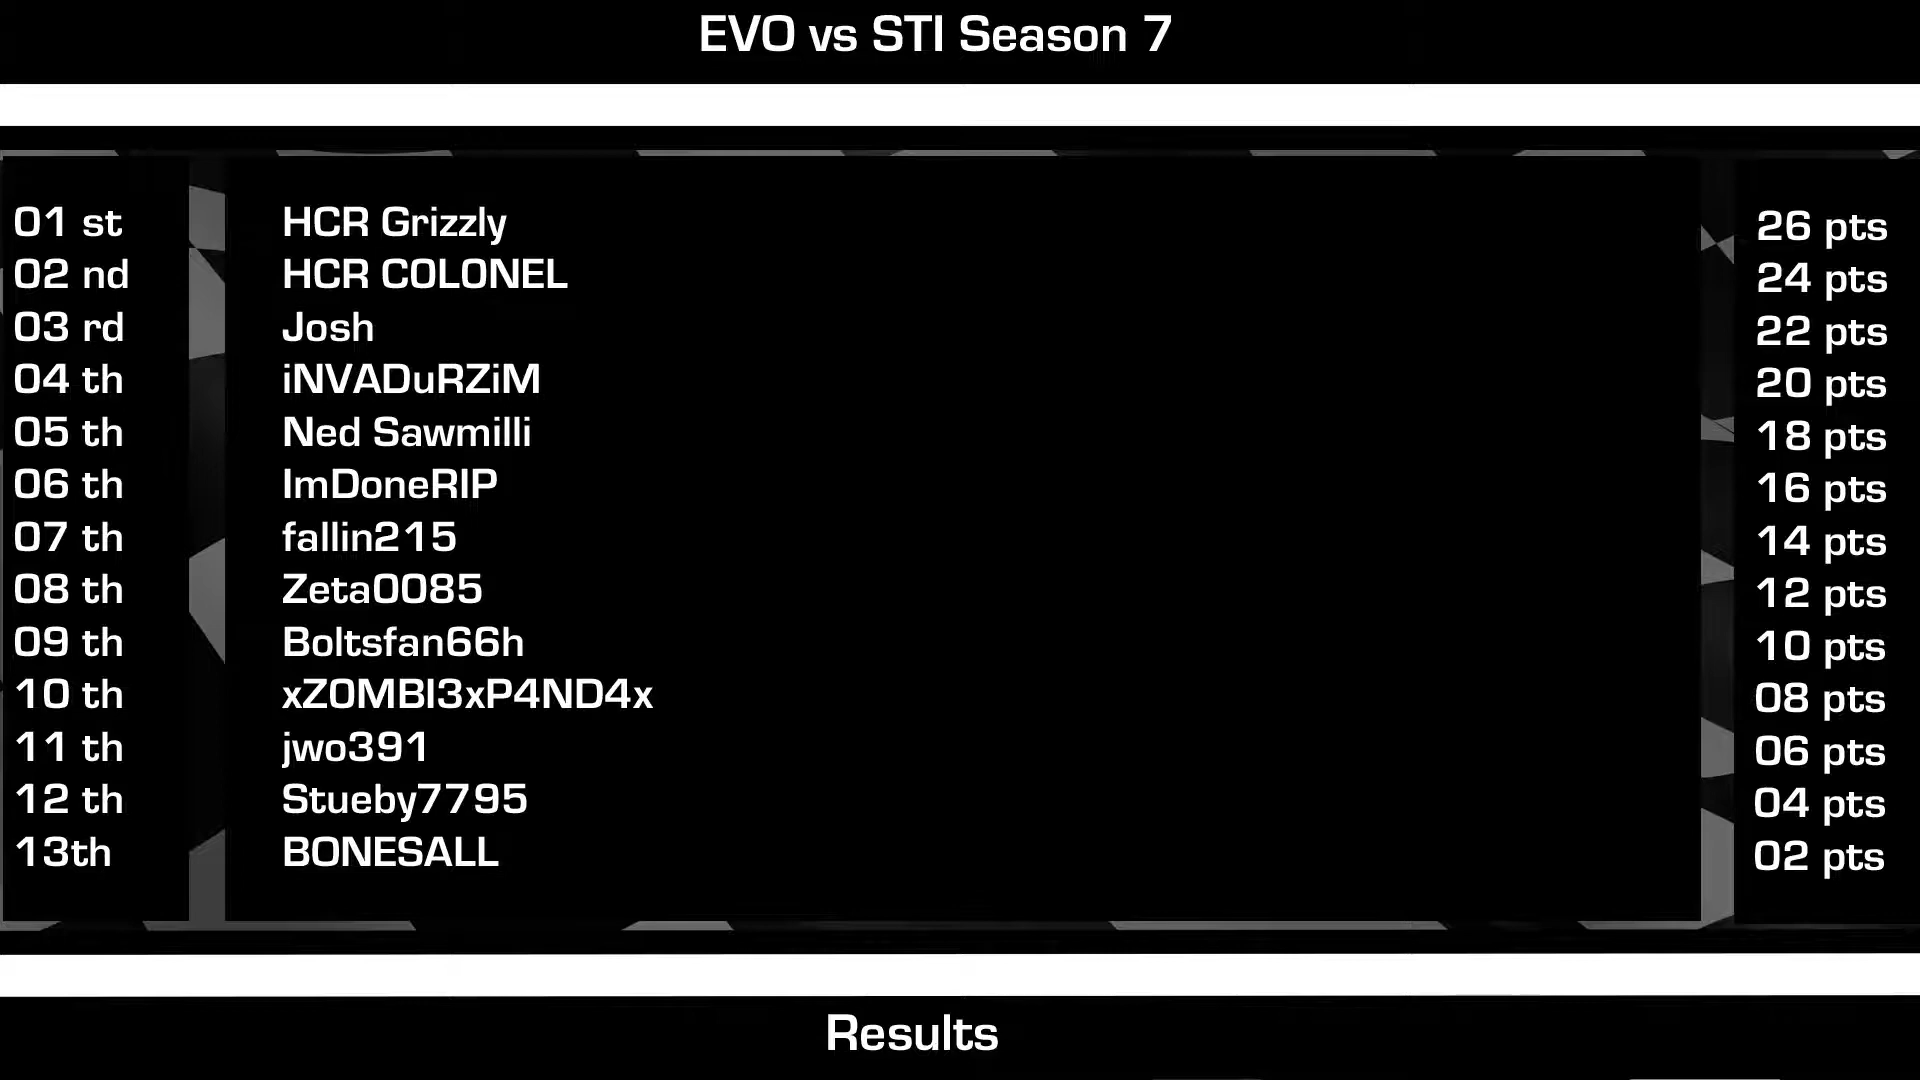 EVO vs STI Season 7
01 st HCR Grizzly 26 pts
02 nd HCR COLONEL 24 pts
03 rd Josh 22 pts
04 th iNVADuRZiM 20 pts
05 th Ned Sawmilli 18 pts
06 th ImDoneRIP 16 pts
07 th fallin215 14 pts
08 th Zeta0085 12 pts
09 th Boltsfan66h 10 pts
10 th xZ0MBI3xP4ND4x 08 pts
11 th jwo391 06 pts
12 th Stueby7795 04 pts
13th BONESALL 02 pts
Results